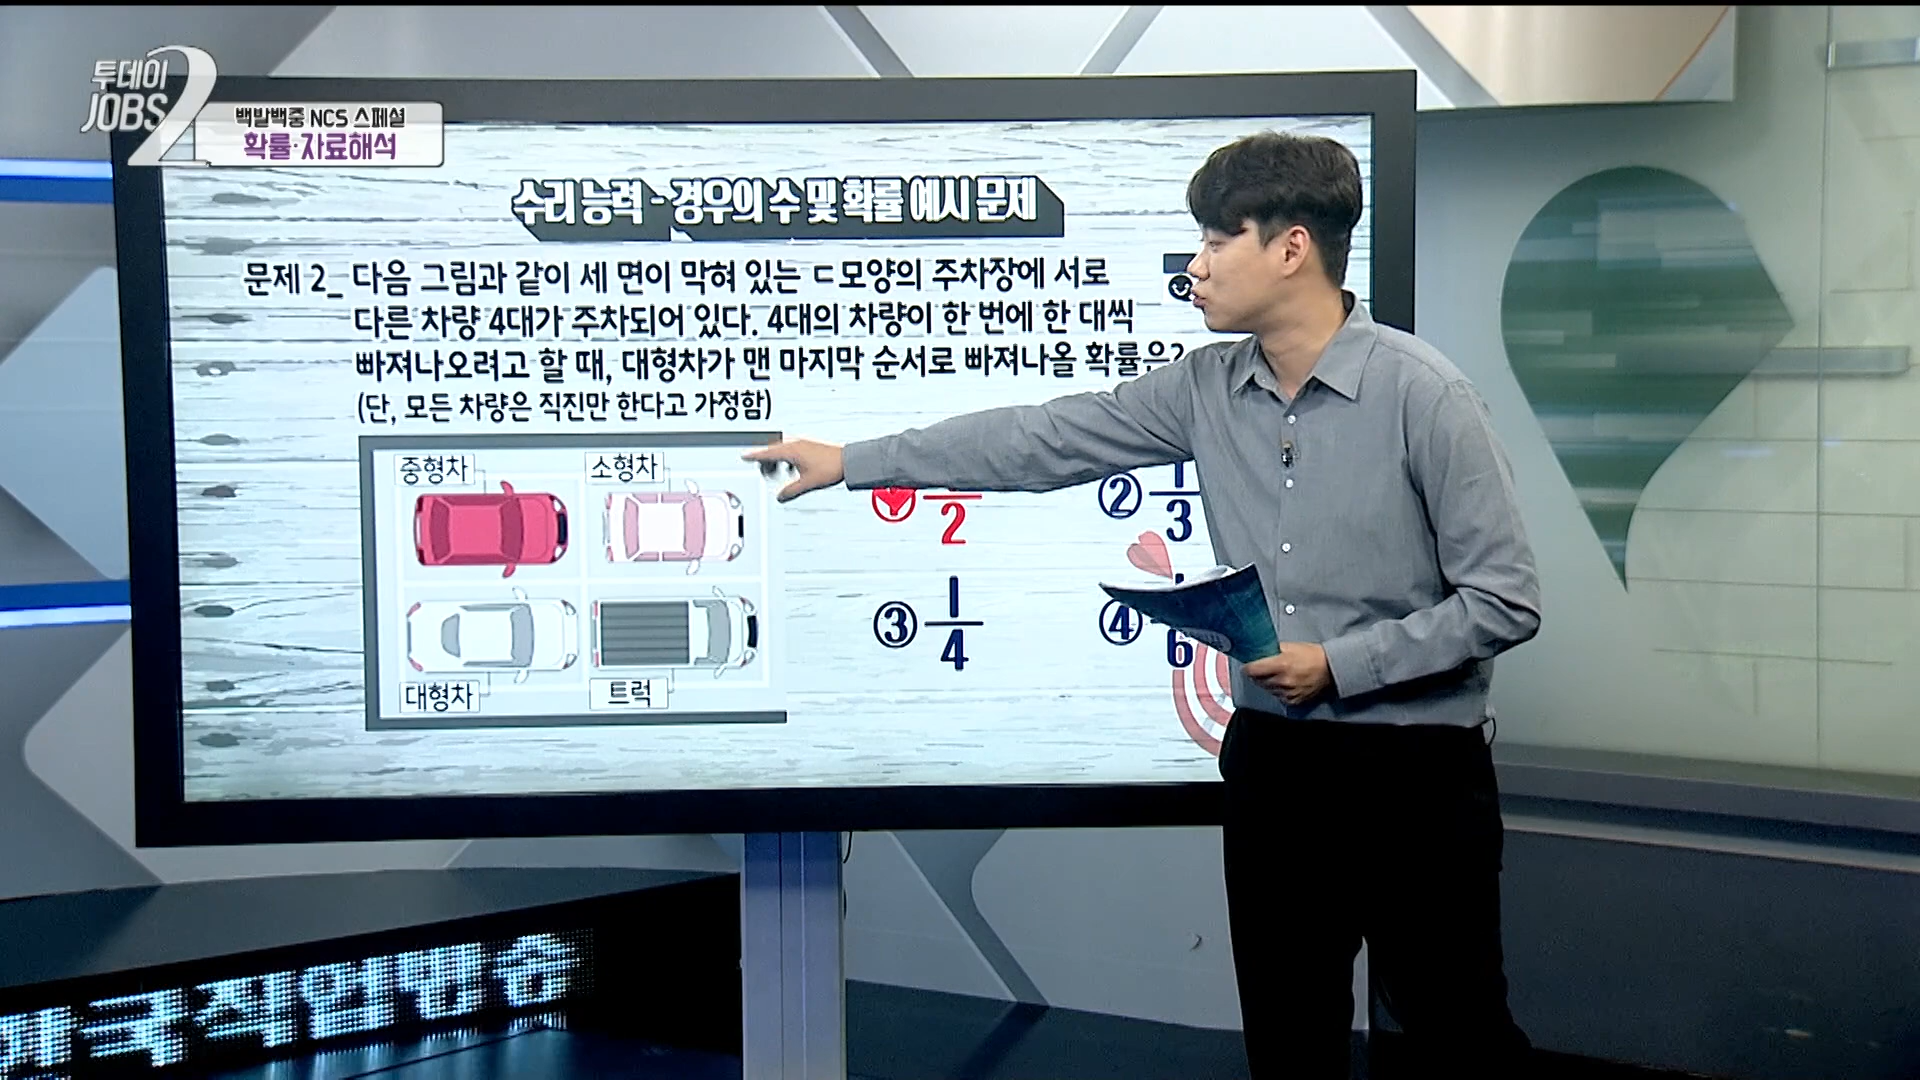 투데이
JOBS 2
백발백중 NCS 스페셜
확률·자료해석
수리 능력 - 경우의 수 및 확률 예시 문제
문제 2_ 다음 그림과 같이 세 면이 막혀 있는 ㄷ모양의 주차장에 서로
다른 차량 4대가 주차되어 있다. 4대의 차량이 한 번에 한 대씩
빠져나오려고 할 때, 대형차가 맨 마지막 순서로 빠져나올 확률은?
(단, 모든 차량은 직진만 한다고 가정함)
중형차 소형차
대형차 트럭
2
② 1/3
③ 1/4
④ 6
국직업방송